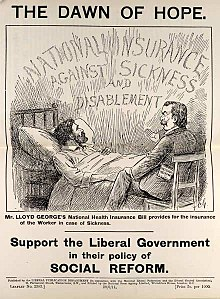 THE DAWN OF HOPE.
NATIONAL INSURANCE
AGAINST SICKNESS
AND
DISABLEMENT
Mr. LLOYD GEORGE'S National Health Insurance Bill provides for the insurance
of the Worker in case of Sickness.
Support the Liberal Government
in their policy of
SOCIAL REFORM.